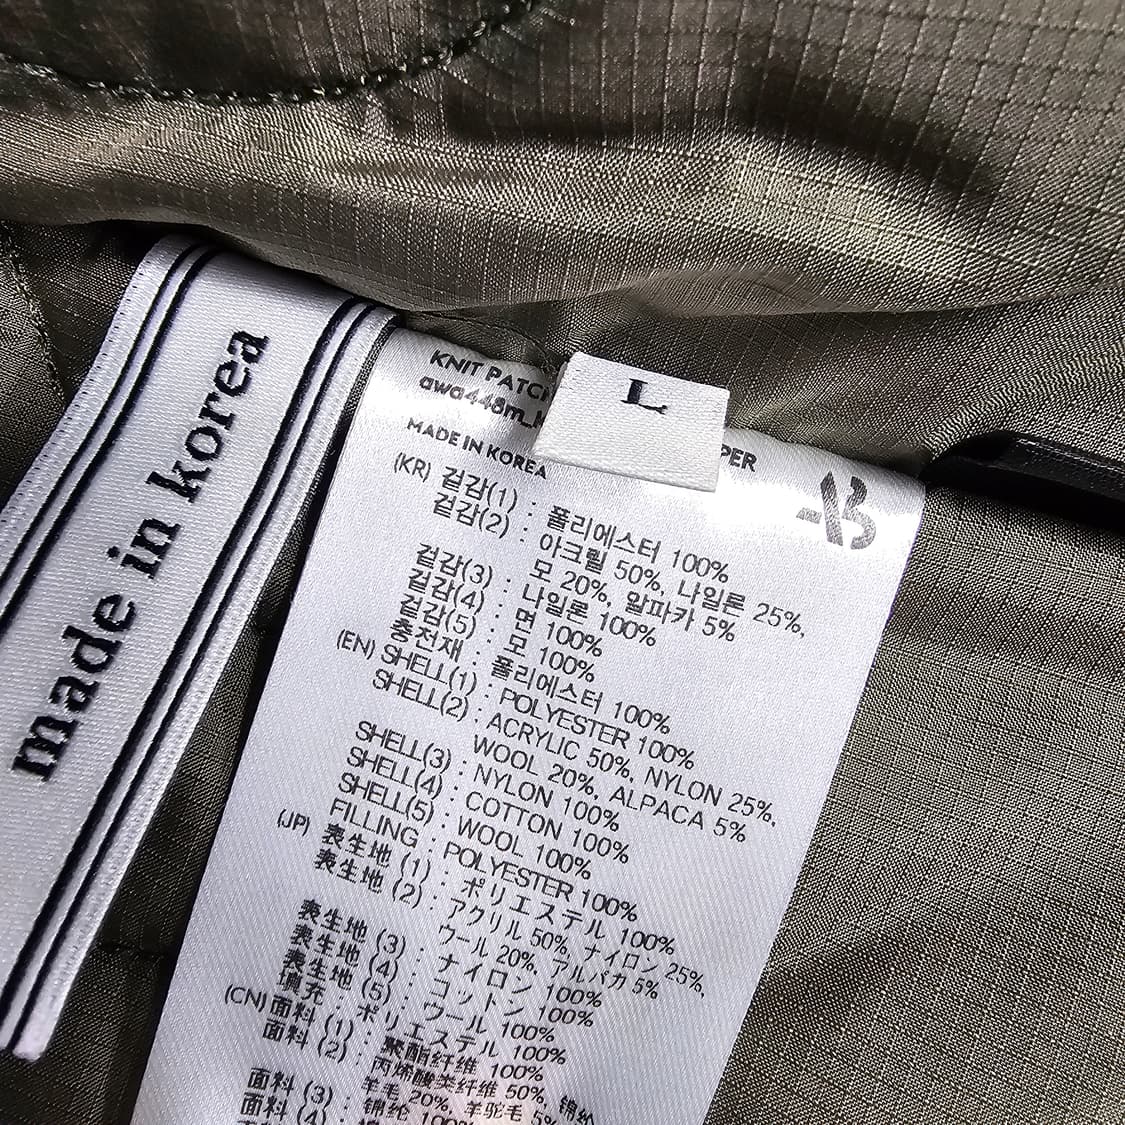 made in korea
L
KNIT PATCH
awa448m_
PER
MADE IN KOREA
(KR) 겉감(1) : 폴리에스터 100%
겉감(2) : 아크릴 50%, 나일론 25%,
모 20%, 알파카 5%
겉감(3) : 나일론 100%
겉감(4) : 면 100%
겉감(5) : 모 100%
충전재 : 폴리에스터 100%
(EN) SHELL(1) : POLYESTER 100%
SHELL(2) : ACRYLIC 50%, NYLON 25%,
WOOL 20%, ALPACA 5%
SHELL(3) : NYLON 100%
SHELL(4) : COTTON 100%
SHELL(5) : WOOL 100%
FILLING : POLYESTER 100%
(JP) 表生地 (1) : ポリエステル 100%
表生地 (2) : アクリル 50%, ナイロン 25%,
ウール 20%, アルパカ 5%
表生地 (3) : ナイロン 100%
表生地 (4) : コットン 100%
表生地 (5) : ウール 100%
填充 : ポリエステル 100%
(CN) 面料 (1) : 聚酯纤维 100%
面料 (2) : 丙烯酸类纤维 50%, 锦纶
羊毛 20%, 羊驼毛 5%
面料 (3) : 锦纶 100%
面料 (4) :